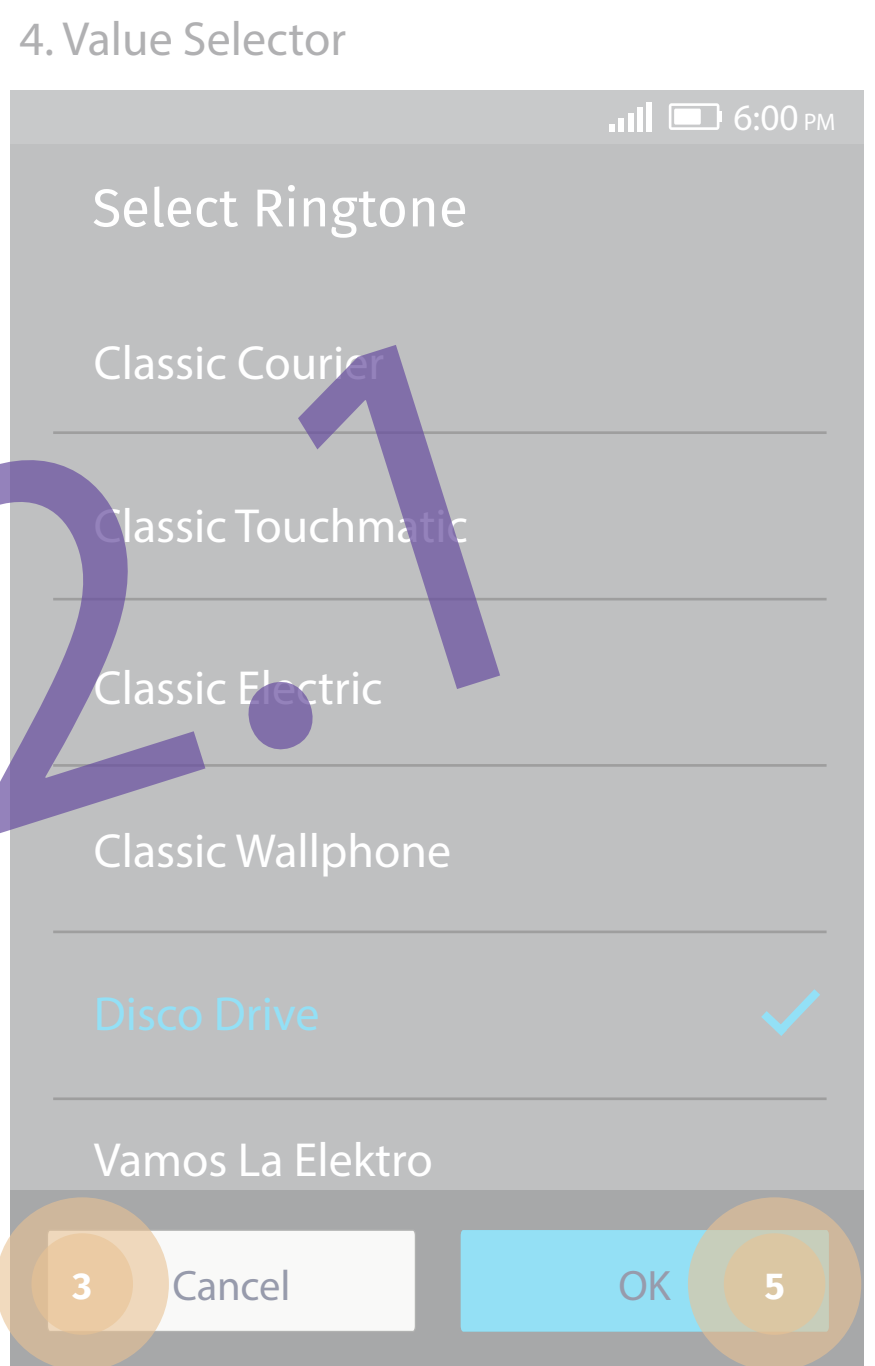 4. Value Selector
6:00 PM
Select Ringtone
Classic Courier
Classic Touchmatic
Classic Electric
Classic Wallphone
Disco Drive
Vamos La Elektro
3 Cancel
OK 5
2.1